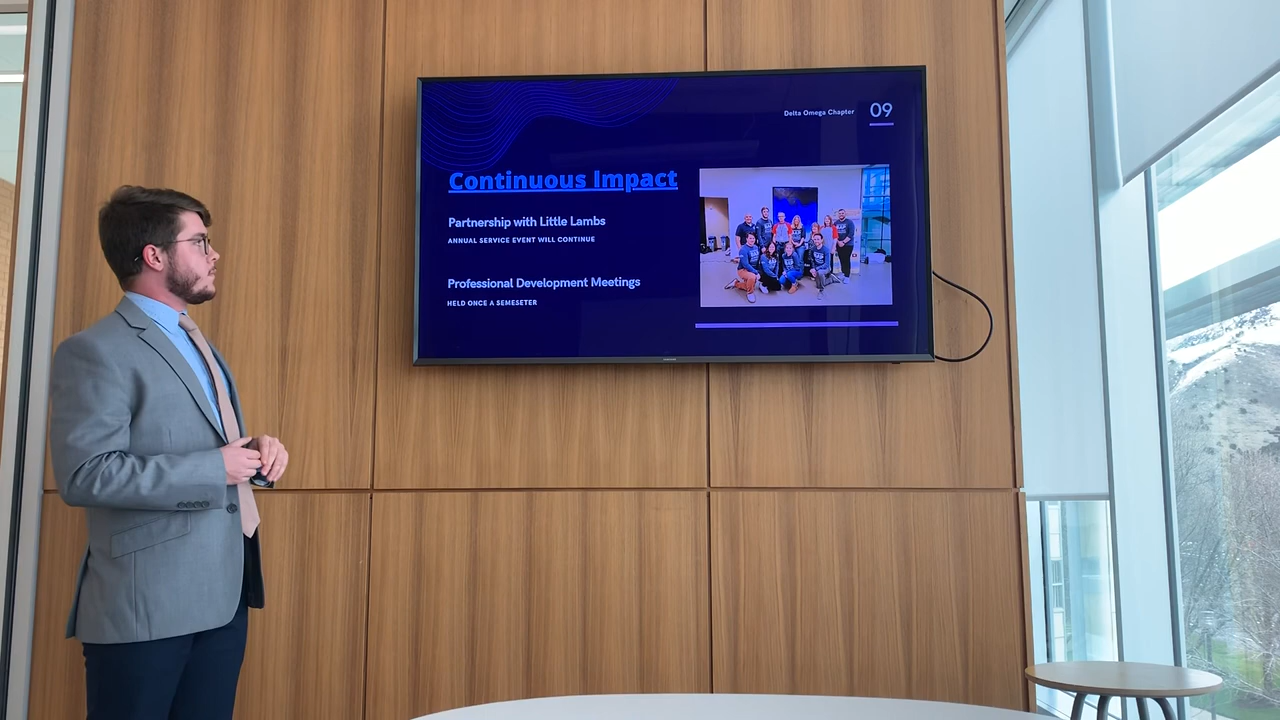 Delta Omega Chapter
09
Continuous Impact
Partnership with Little Lambs
ANNUAL SERVICE EVENT WILL CONTINUE
Professional Development Meetings
HELD ONCE A SEMESETER
SAMSUNG